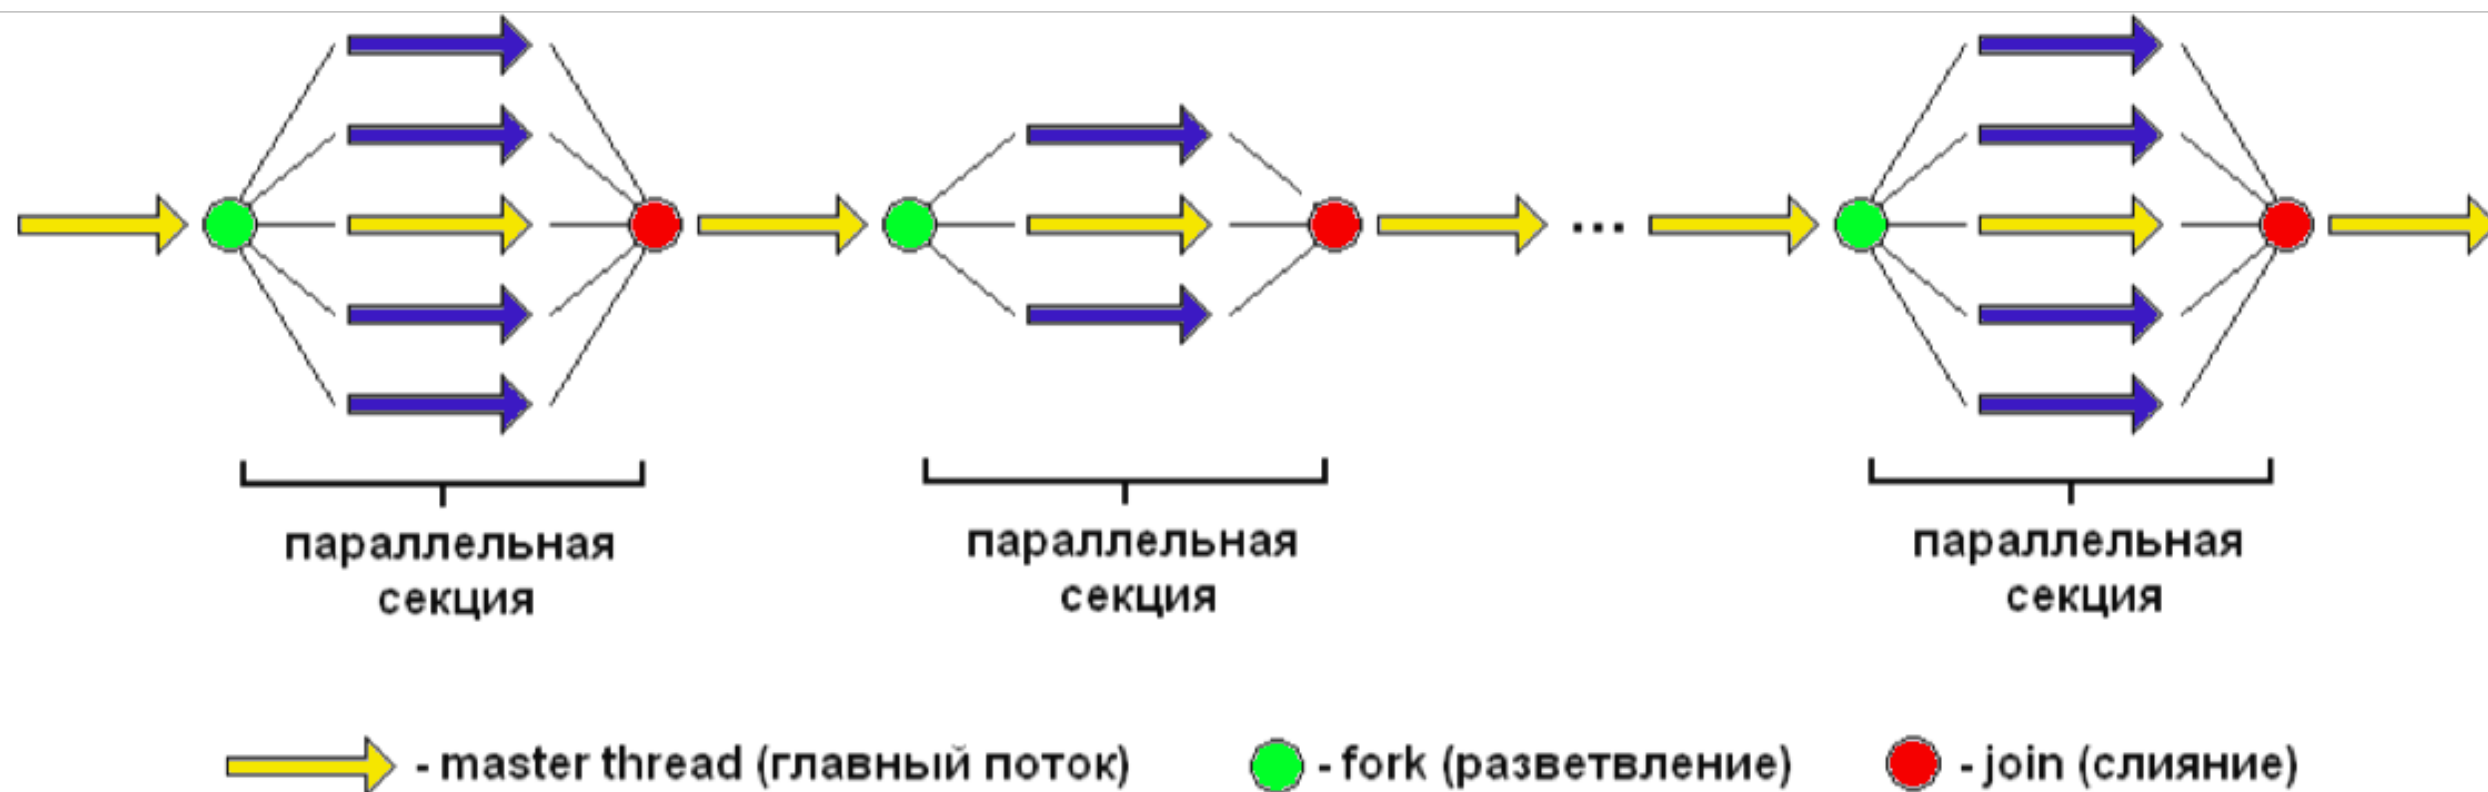 ...
параллельная
секция
параллельная
секция
параллельная
секция
- master thread (главный поток)
- fork (разветвление)
- join (слияние)